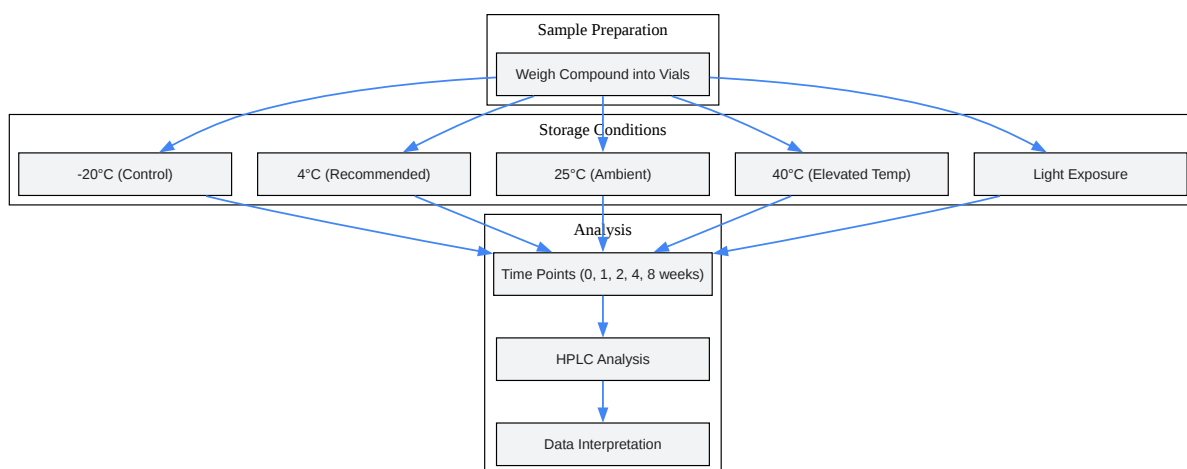 Sample Preparation
Weigh Compound into Vials
Storage Conditions
-20°C (Control)
4°C (Recommended)
25°C (Ambient)
40°C (Elevated Temp)
Light Exposure
Analysis
Time Points (0, 1, 2, 4, 8 weeks)
HPLC Analysis
Data Interpretation